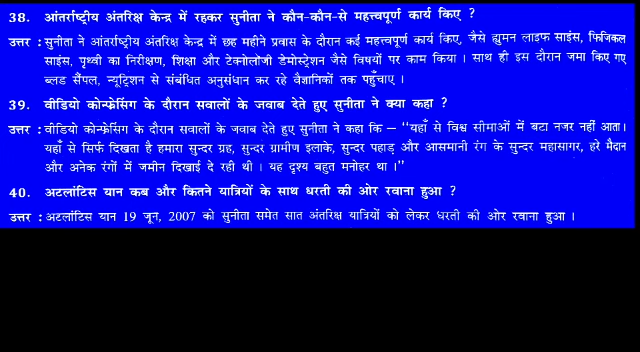 38. आंतर्राष्ट्रीय अंतरिक्ष केन्द्र में रहकर सुनीता ने कौन-कौन-से महत्त्वपूर्ण कार्य किए ?
उत्तर : सुनीता ने आंतर्राष्ट्रीय अंतरिक्ष केन्द्र में छह महीने प्रवास के दौरान कई महत्त्वपूर्ण कार्य किए, जैसे ह्युमन लाइफ साइंस, फिजिकल
साइंस, पृथ्वी का निरीक्षण, शिक्षा और टेक्नोलोजी डेमोस्ट्रेशन जैसे विषयों पर काम किया । साथ ही इस दौरान जमा किए गए
ब्लड सैंपल, न्यूट्रिशन से संबंधित अनुसंधान कर रहे वैज्ञानिकों तक पहुँचाए ।
39. वीडियो कोन्फ्रेसिंग के दौरान सवालों के जवाब देते हुए सुनीता ने क्या कहा ?
उत्तर : वीडियो कोन्फ्रेसिंग के दौरान सवालों के जवाब देते हुए सुनीता ने कहा कि – “यहाँ से विश्व सीमाओं में बटा नजर नहीं आता।
यहाँ से सिर्फ दिखता है हमारा सुन्दर ग्रह, सुन्दर ग्रामीण इलाके, सुन्दर पहाड़ और आसमानी रंग के सुन्दर महासागर, हरे मैदान
और अनेक रंगों में जमीन दिखाई दे रही थी । यह दृश्य बहुत मनोहर था ।”
40. अटलांटिस यान कब और कितने यात्रियों के साथ धरती की ओर रवाना हुआ ?
उत्तर : अटलांटिस यान 19 जून, 2007 को सुनीता समेत सात अंतरिक्ष यात्रियों को लेकर धरती की ओर रवाना हुआ ।